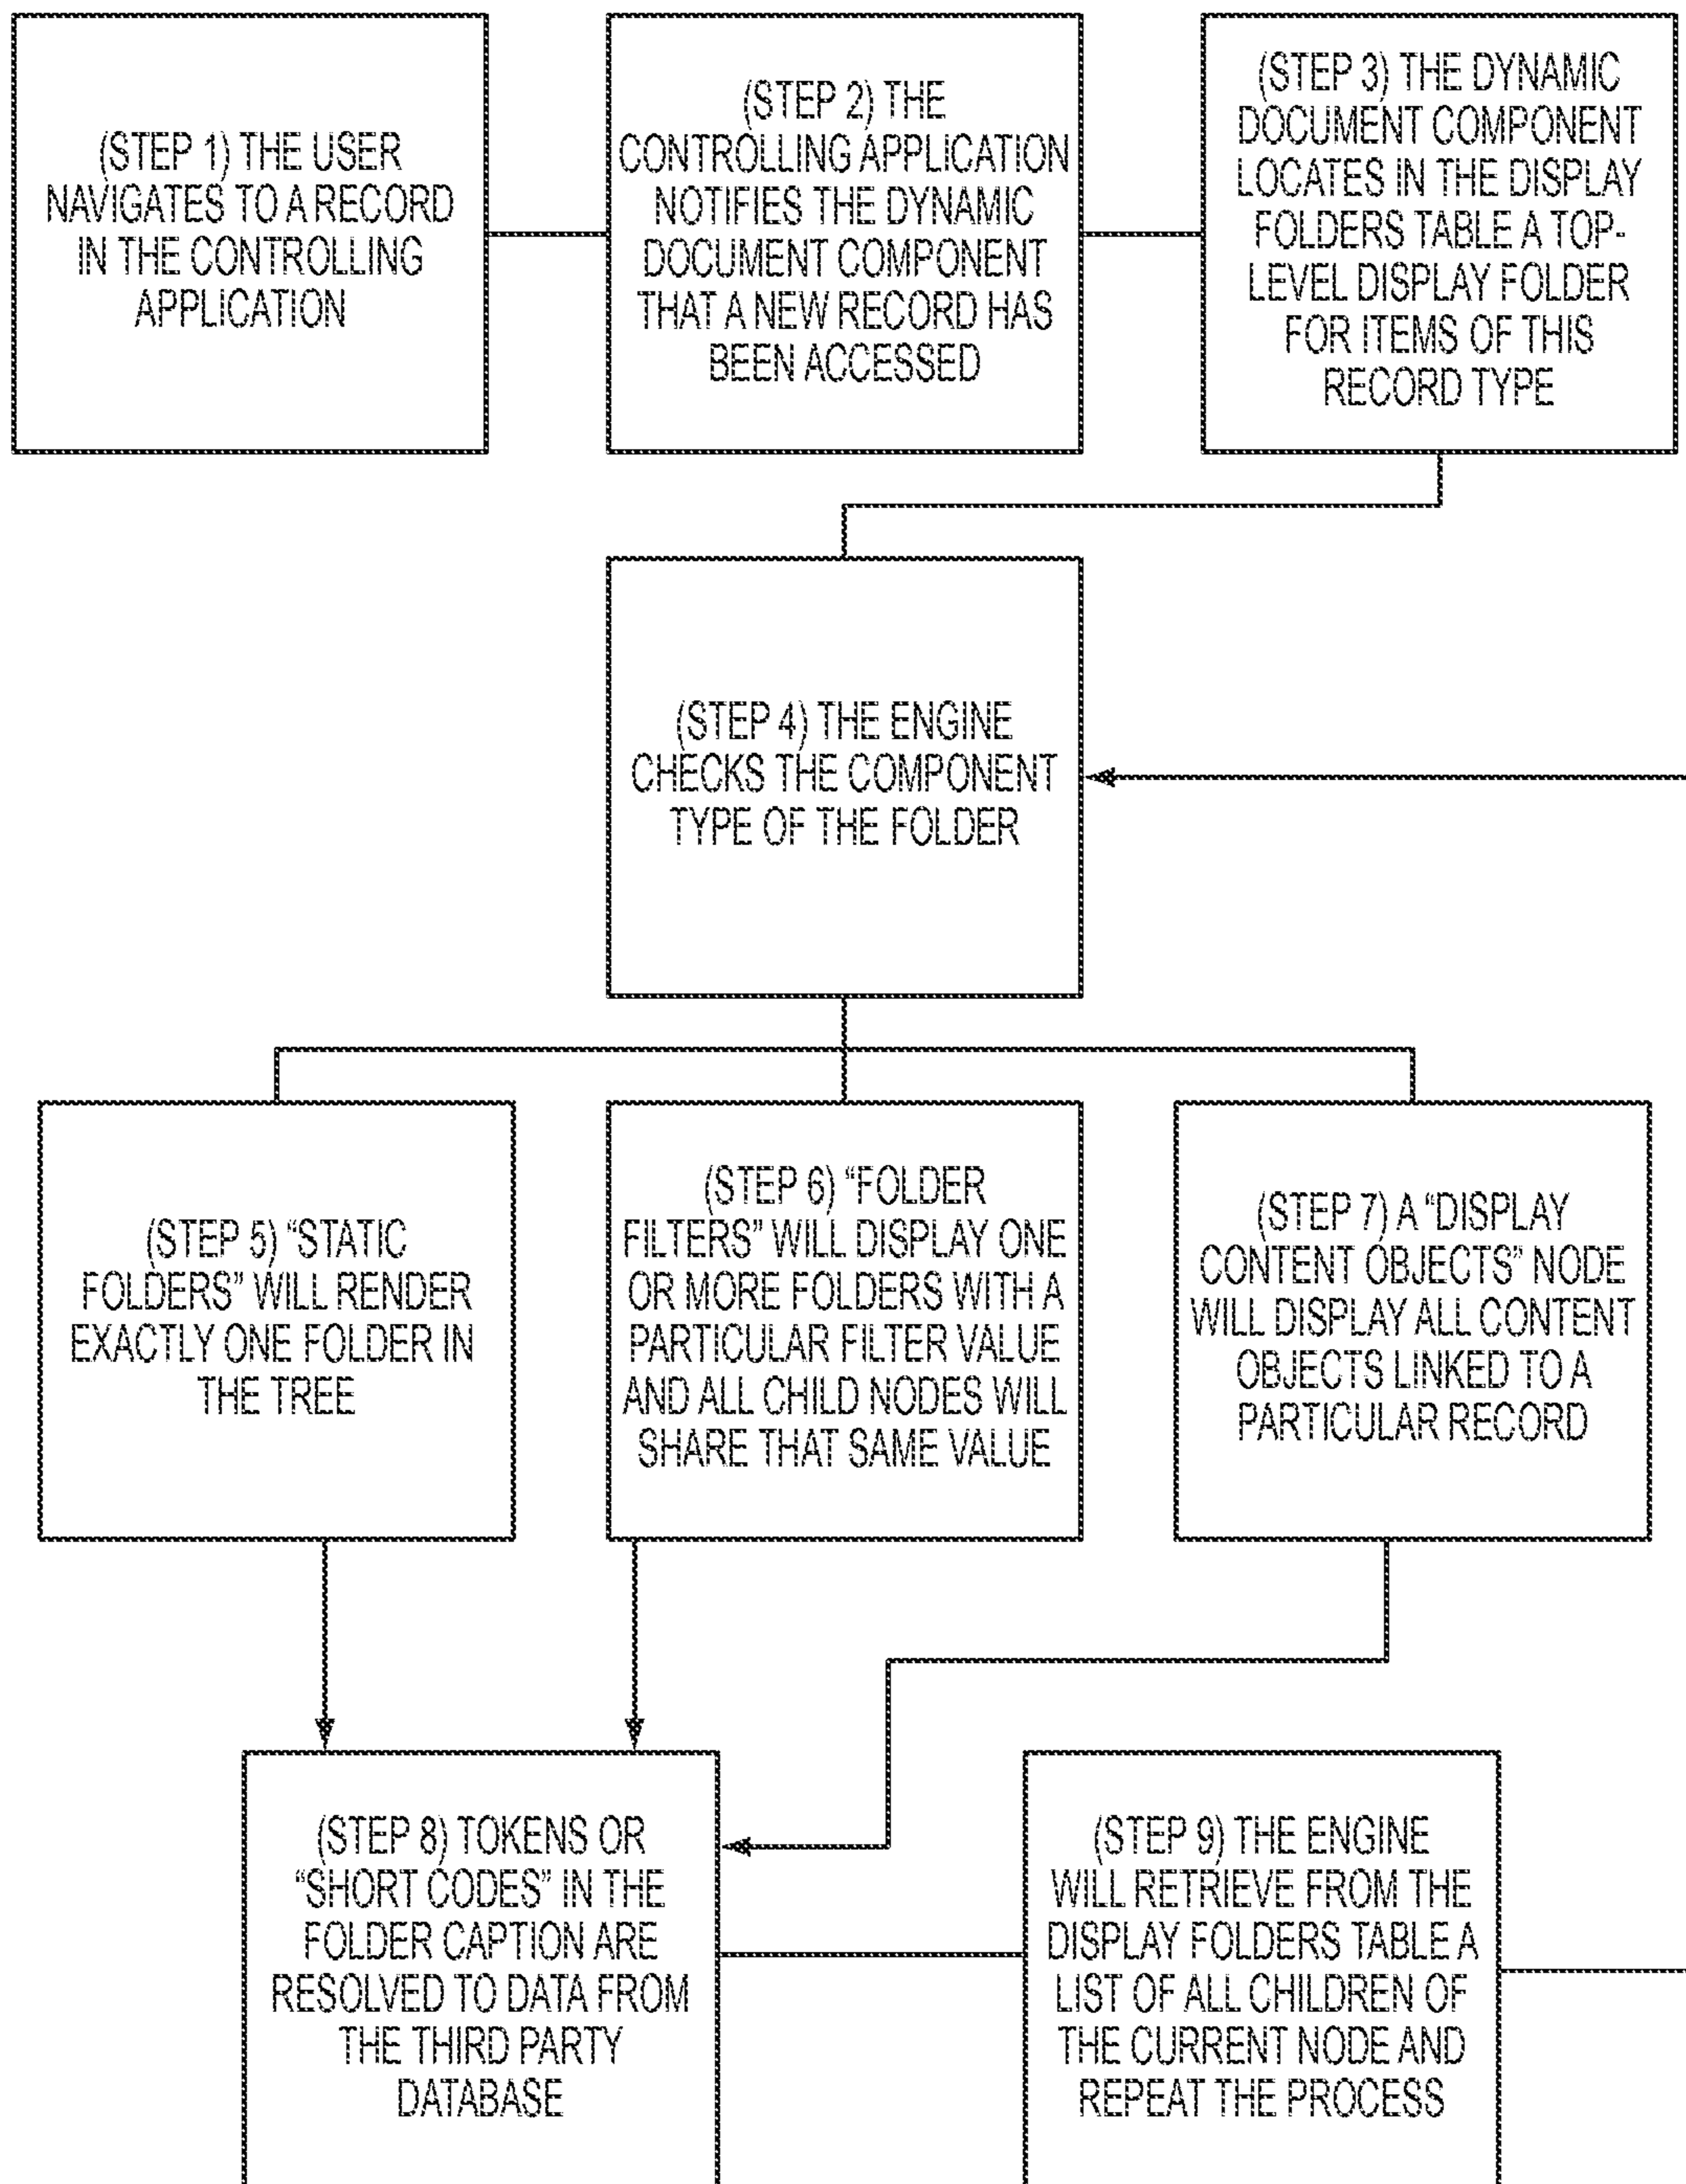 (STEP 1) THE USER
NAVIGATES TO A RECORD
IN THE CONTROLLING
APPLICATION
(STEP 2) THE
CONTROLLING APPLICATION
NOTIFIES THE DYNAMIC
DOCUMENT COMPONENT
THAT A NEW RECORD HAS
BEEN ACCESSED
(STEP 3) THE DYNAMIC
DOCUMENT COMPONENT
LOCATES IN THE DISPLAY
FOLDERS TABLE A TOP-
LEVEL DISPLAY FOLDER
FOR ITEMS OF THIS
RECORD TYPE
(STEP 4) THE ENGINE
CHECKS THE COMPONENT
TYPE OF THE FOLDER
(STEP 5) “STATIC
FOLDERS” WILL RENDER
EXACTLY ONE FOLDER IN
THE TREE
(STEP 6) “FOLDER
FILTERS” WILL DISPLAY ONE
OR MORE FOLDERS WITH A
PARTICULAR FILTER VALUE
AND ALL CHILD NODES WILL
SHARE THAT SAME VALUE
(STEP 7) A “DISPLAY
CONTENT OBJECTS” NODE
WILL DISPLAY ALL CONTENT
OBJECTS LINKED TO A
PARTICULAR RECORD
(STEP 8) TOKENS OR
“SHORT CODES” IN THE
FOLDER CAPTION ARE
RESOLVED TO DATA FROM
THE THIRD PARTY
DATABASE
(STEP 9) THE ENGINE
WILL RETRIEVE FROM THE
DISPLAY FOLDERS TABLE A
LIST OF ALL CHILDREN OF
THE CURRENT NODE AND
REPEAT THE PROCESS